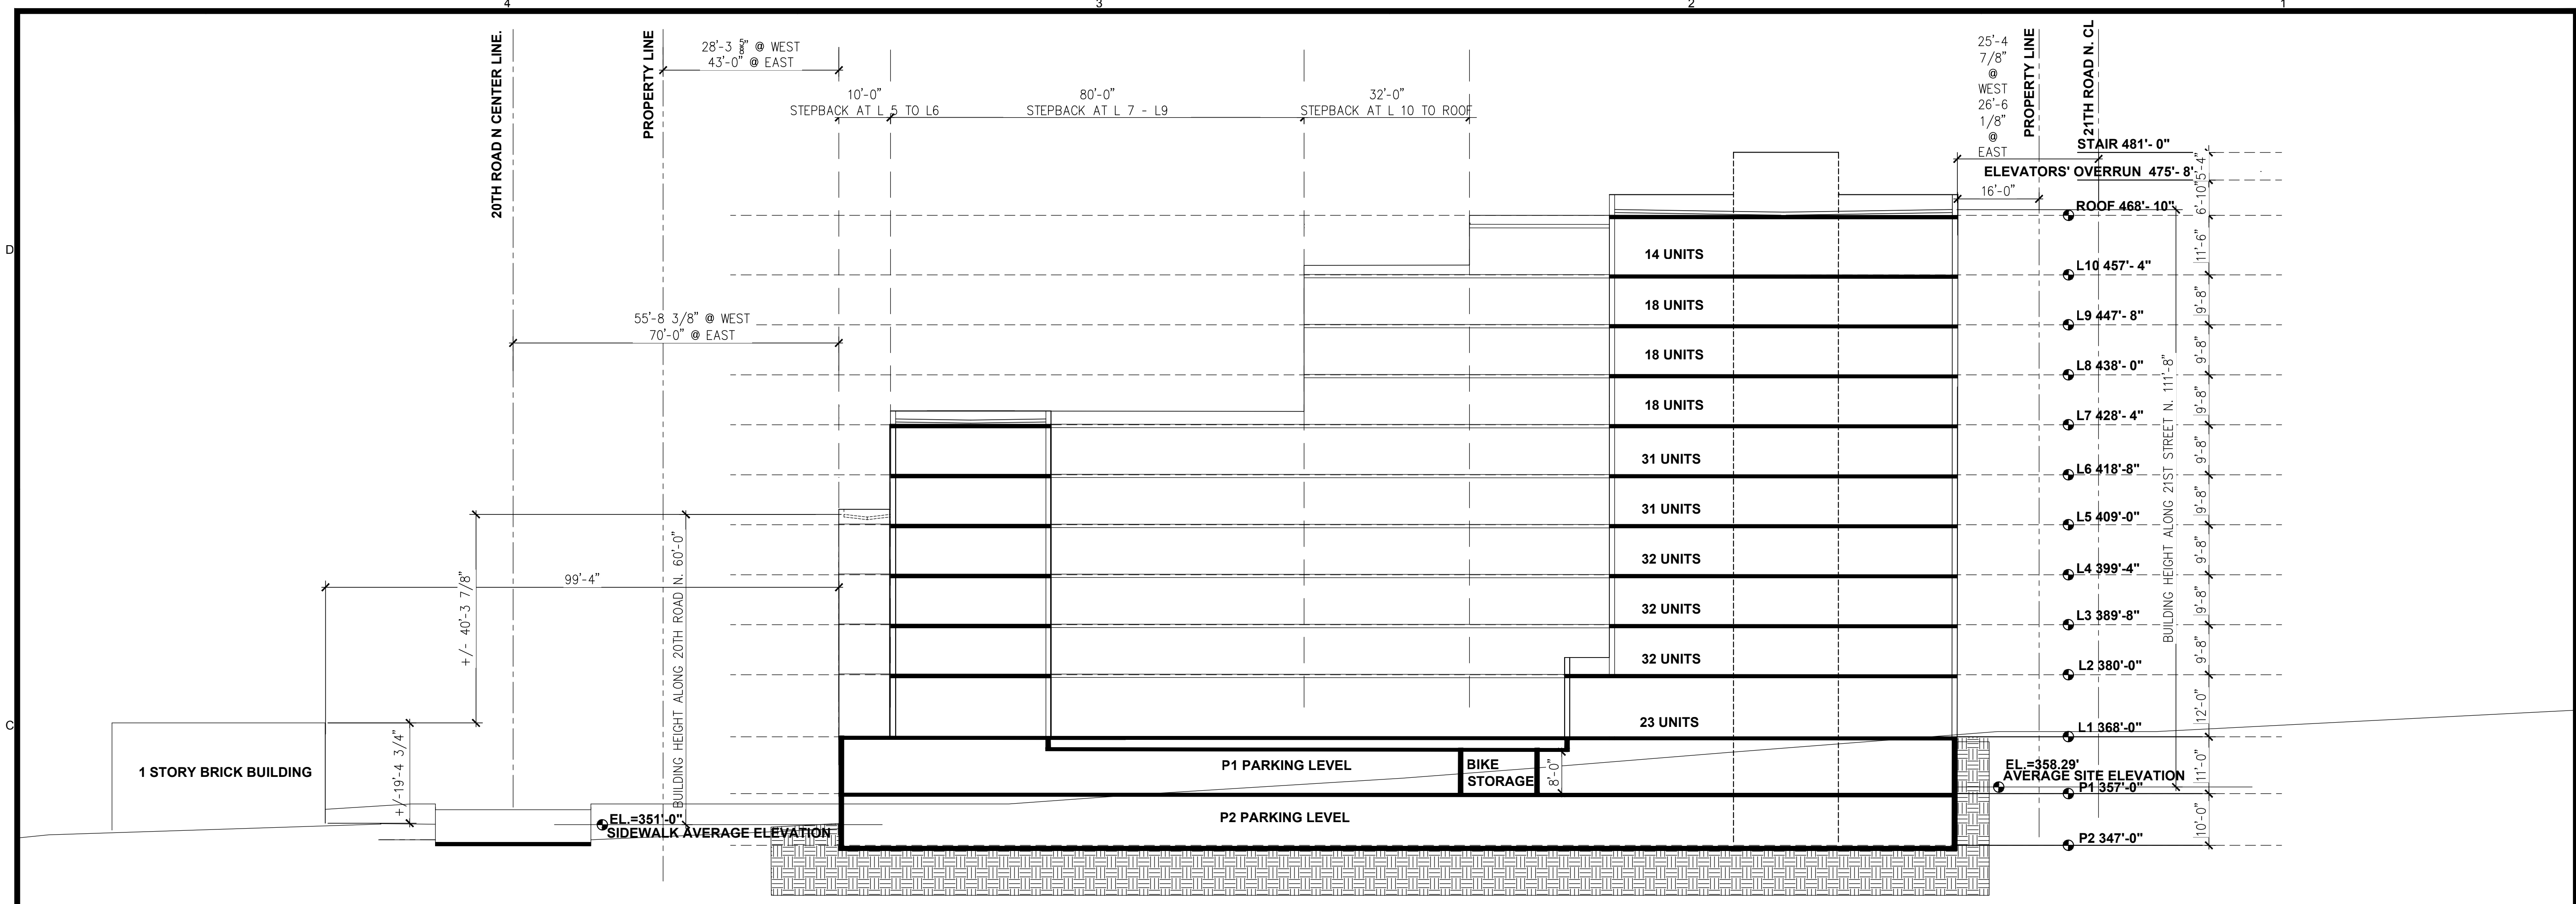 4
3
2
1
D
C
20TH ROAD N CENTER LINE.
PROPERTY LINE
28'-3 5/8" @ WEST
43'-0" @ EAST
10'-0"
STEPBACK AT L 5 TO L6
80'-0"
STEPBACK AT L 7 - L9
32'-0"
STEPBACK AT L 10 TO ROOF
25'-4
7/8"
@
WEST
26'-6
1/8"
@
EAST
PROPERTY LINE
21TH ROAD N. CL
STAIR 481'- 0"
5'-4"
ELEVATORS' OVERRUN 475'- 8'
16'-0"
6'-10"
ROOF 468'- 10"
14 UNITS
11'-6"
L10 457'- 4"
18 UNITS
9'-8"
55'-8 3/8" @ WEST
70'-0" @ EAST
L9 447'- 8"
18 UNITS
9'-8"
L8 438'- 0"
18 UNITS
9'-8"
L7 428'- 4"
31 UNITS
9'-8"
L6 418'-8"
31 UNITS
9'-8"
L5 409'-0"
32 UNITS
9'-8"
L4 399'-4"
32 UNITS
9'-8"
L3 389'-8"
32 UNITS
9'-8"
L2 380'-0"
23 UNITS
12'-0"
L1 368'-0"
BUILDING HEIGHT ALONG 21ST STREET N. 111'-8"
99'-4"
+/- 40'-3 7/8"
BUILDING HEIGHT ALONG 20TH ROAD N. 60'-0"
+/-19'-4 3/4"
1 STORY BRICK BUILDING
P1 PARKING LEVEL
BIKE
STORAGE
8'-0"
EL.=358.29'
AVERAGE SITE ELEVATION
11'-0"
P1 357'-0"
P2 PARKING LEVEL
EL.=351'-0"
SIDEWALK AVERAGE ELEVATION
10'-0"
P2 347'-0"